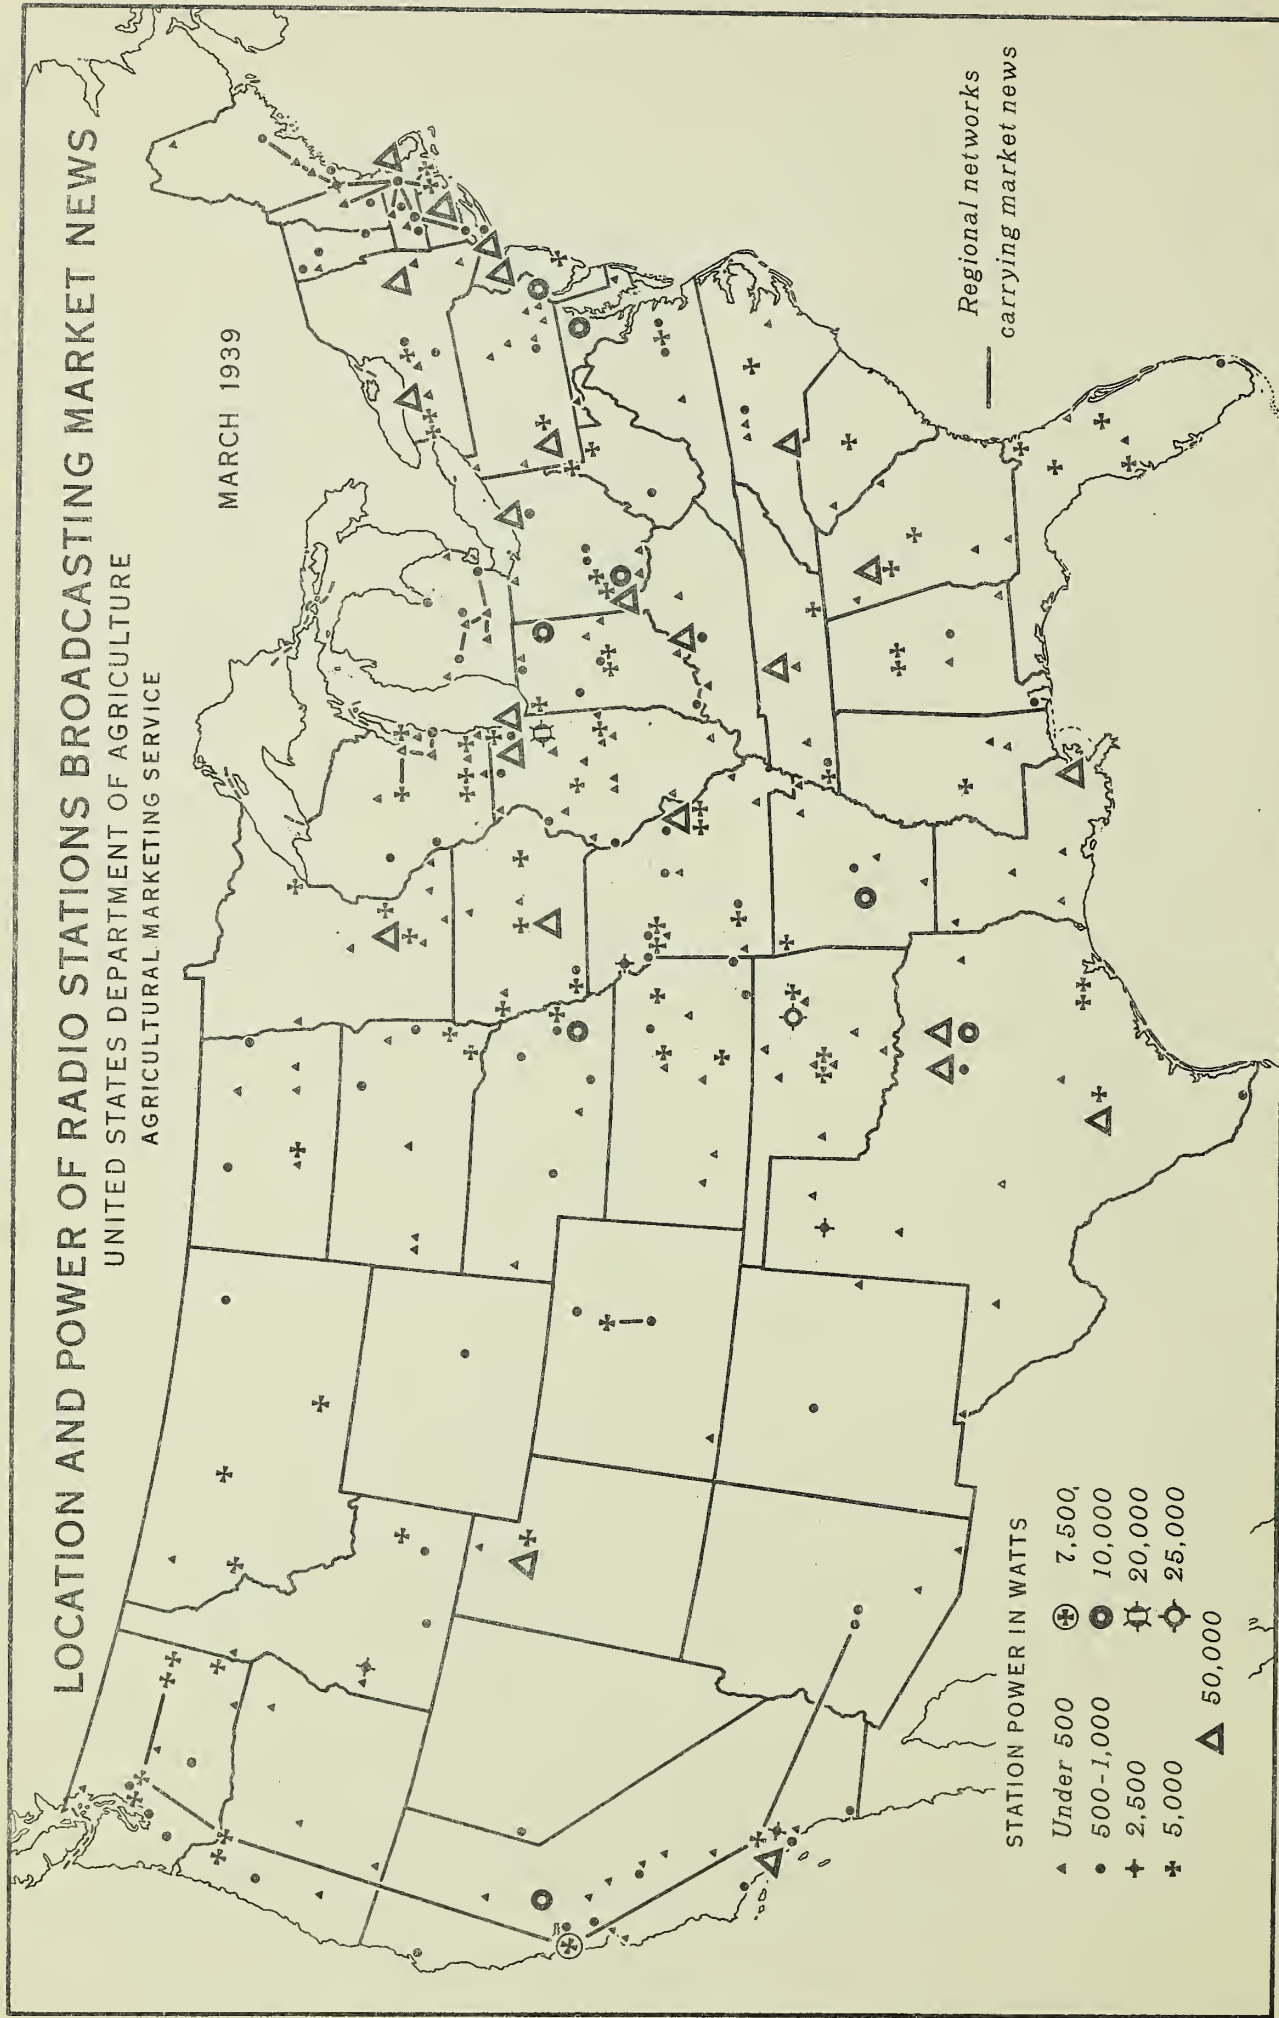 LOCATION AND POWER OF RADIO STATIONS BROADCASTING MARKET NEWS
UNITED STATES DEPARTMENT OF AGRICULTURE
AGRICULTURAL MARKETING SERVICE
MARCH 1939
Regional networks
carrying market news
STATION POWER IN WATTS
Under 500
500-1,000
2,500
5,000
7,500
10,000
20,000
25,000
50,000